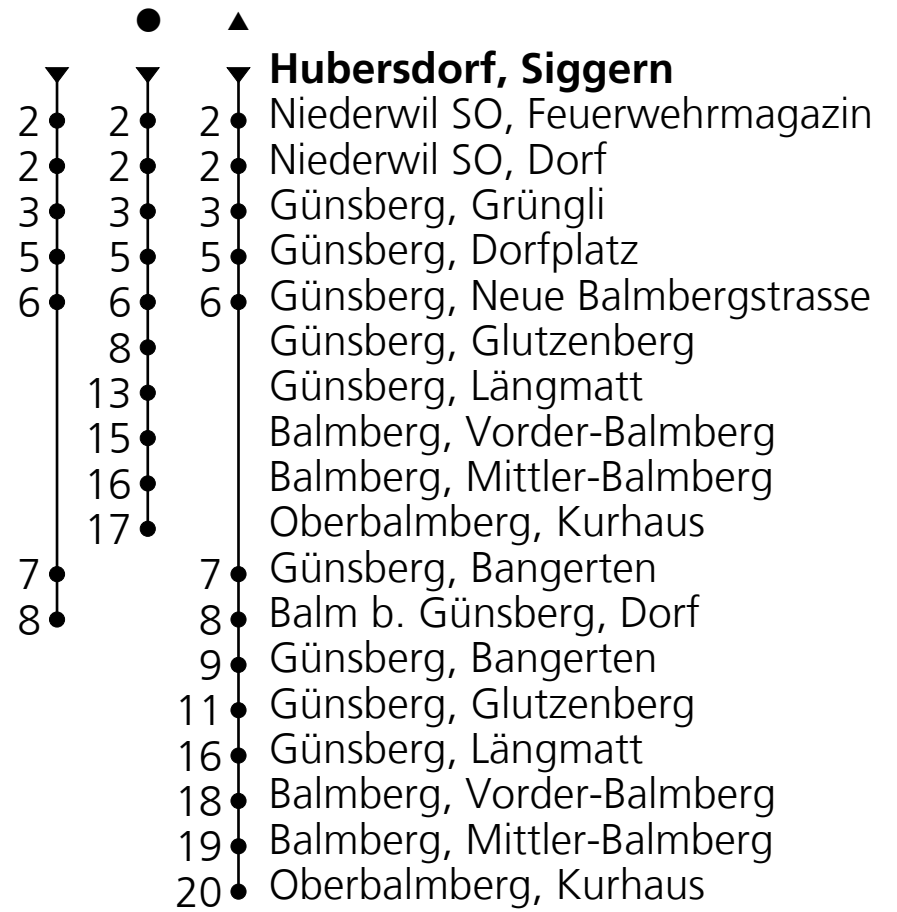 ● ▲
Hubersdorf, Siggern
2 2 2 Niederwil SO, Feuerwehrmagazin
2 2 2 Niederwil SO, Dorf
3 3 3 Günsberg, Grüngli
5 5 5 Günsberg, Dorfplatz
6 6 6 Günsberg, Neue Balmbergstrasse
8 Günsberg, Glutzenberg
13 Günsberg, Längmatt
15 Balmberg, Vorder-Balmberg
16 Balmberg, Mittler-Balmberg
17 Oberbalmberg, Kurhaus
7 7 Günsberg, Bangerten
8 8 Balm b. Günsberg, Dorf
9 Günsberg, Bangerten
11 Günsberg, Glutzenberg
16 Günsberg, Längmatt
18 Balmberg, Vorder-Balmberg
19 Balmberg, Mittler-Balmberg
20 Oberbalmberg, Kurhaus